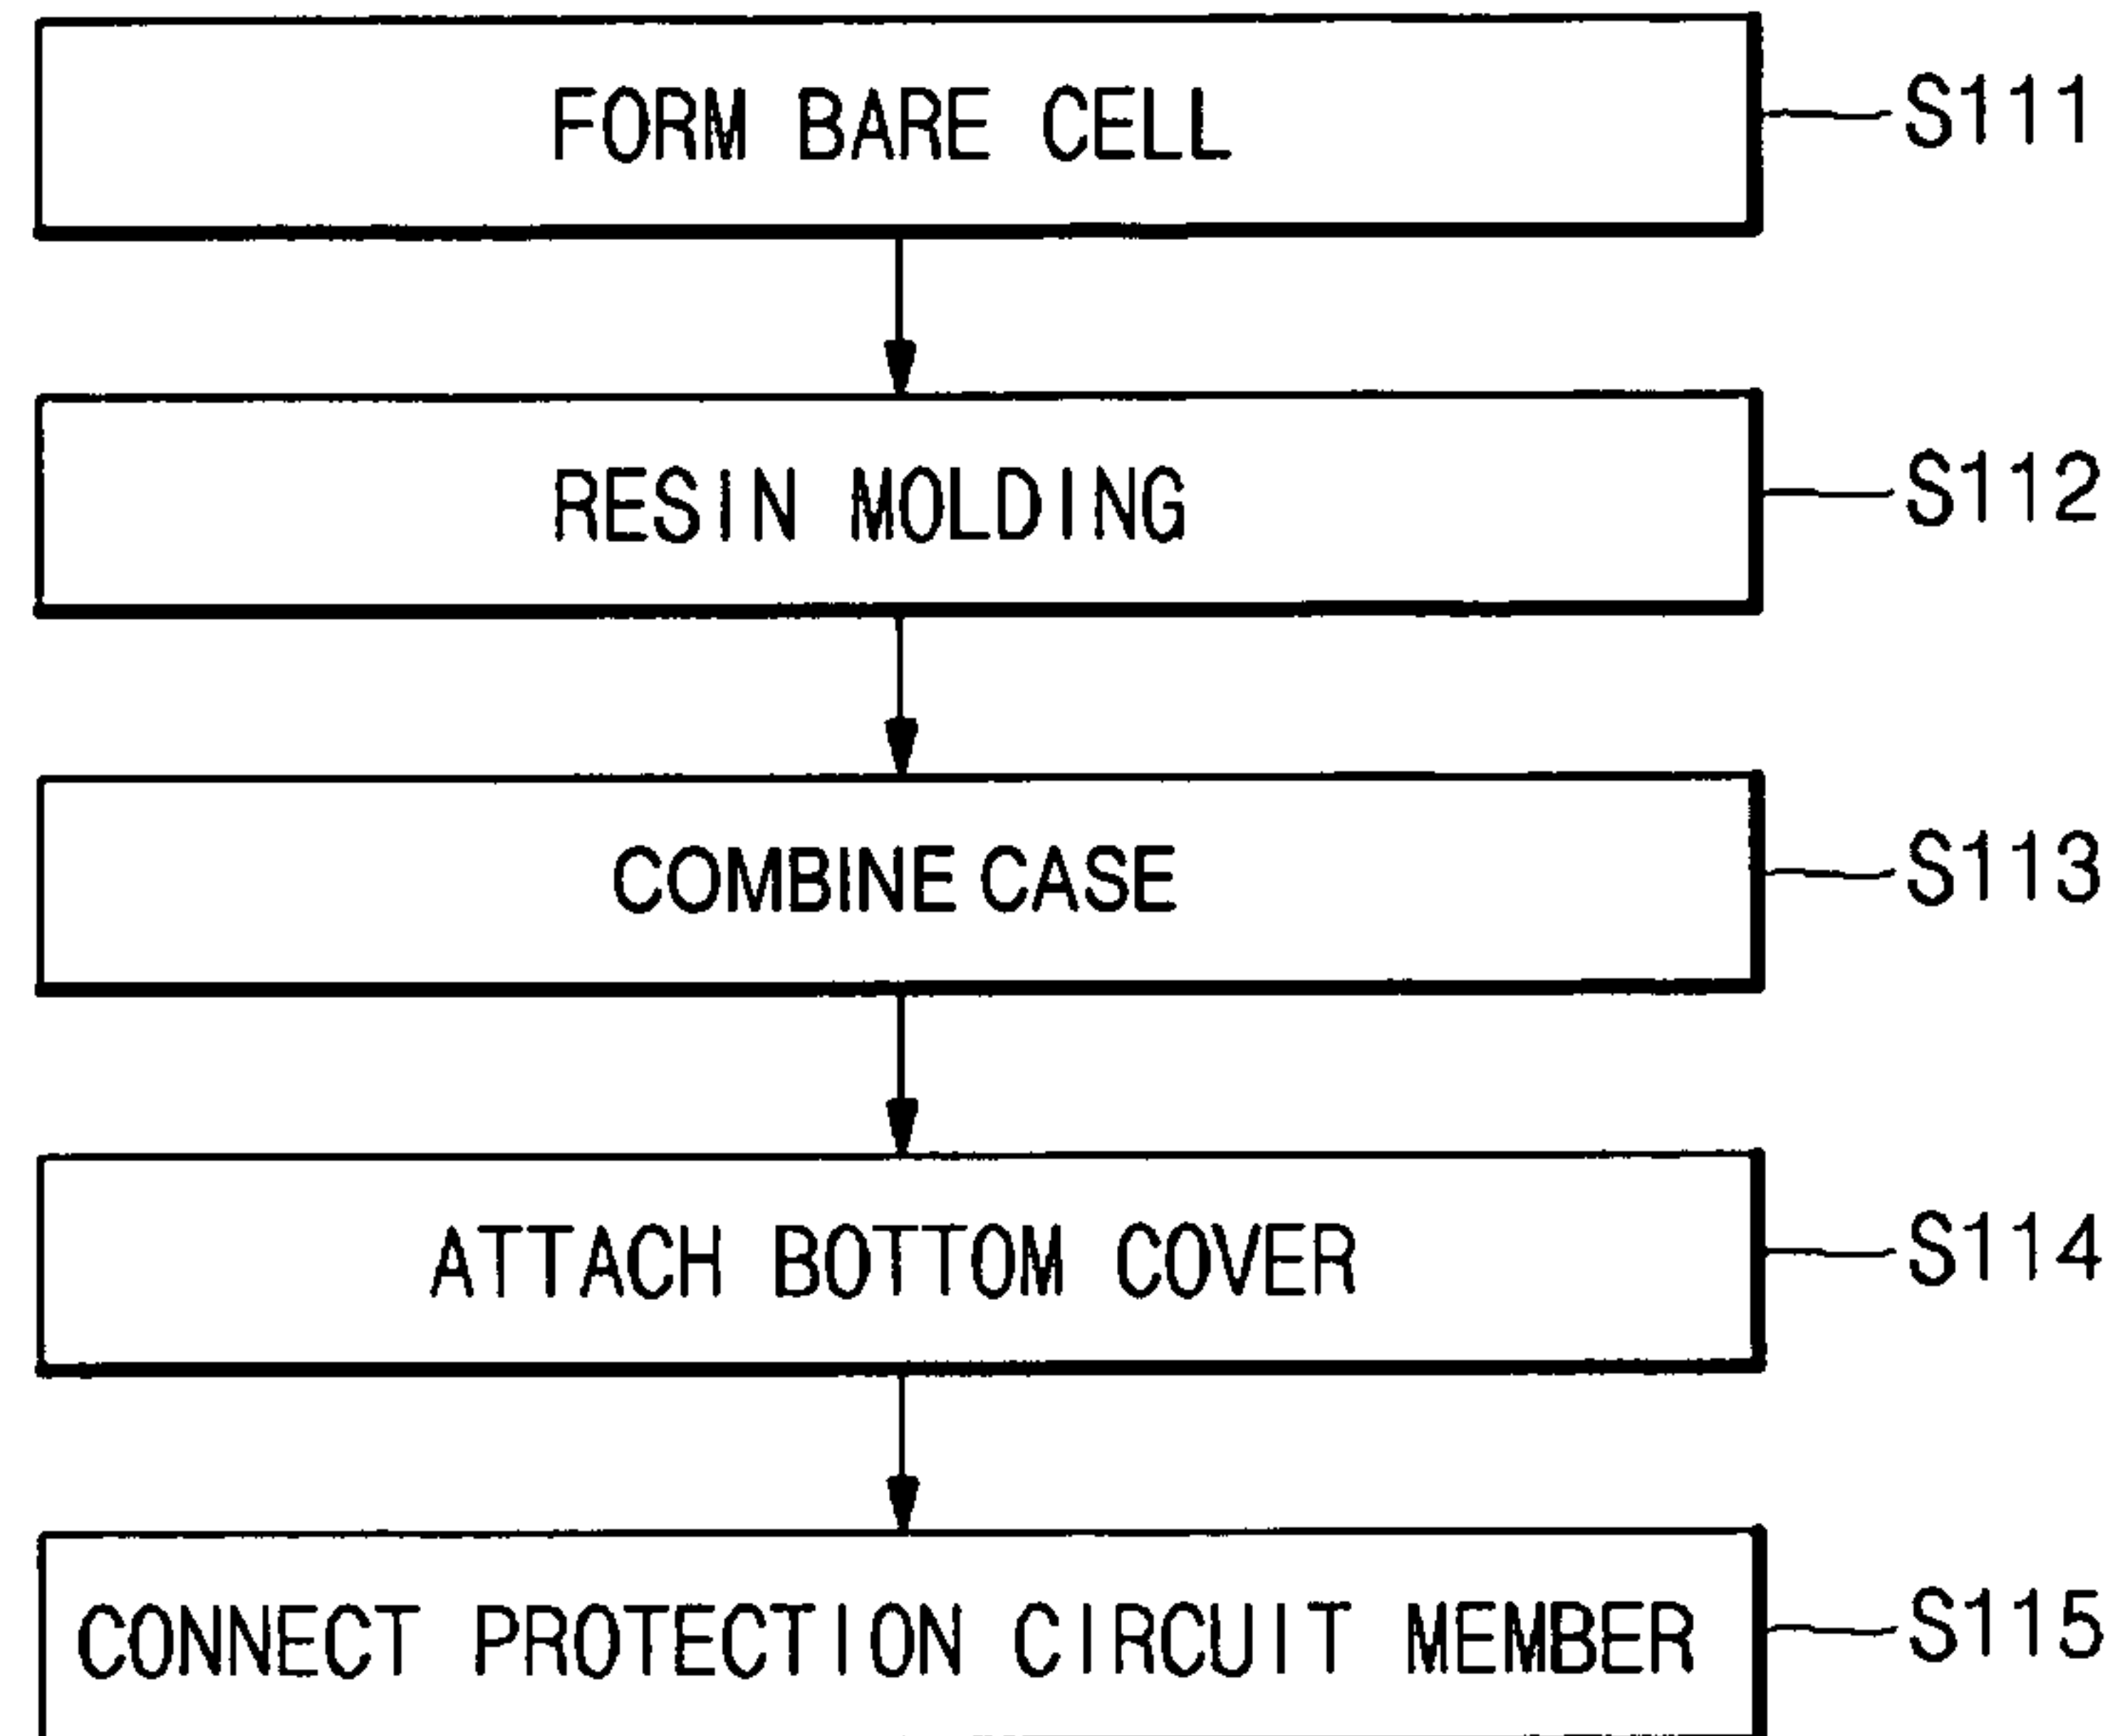 FORM BARE CELL S111
RESIN MOLDING S112
COMBINE CASE S113
ATTACH BOTTOM COVER S114
CONNECT PROTECTION CIRCUIT MEMBER S115